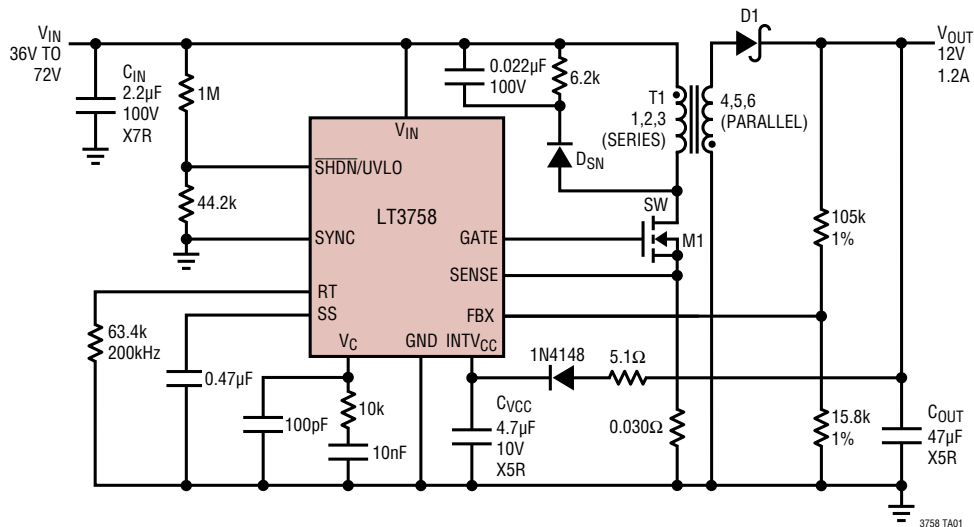 VIN
36V TO
72V
CIN
2.2µF
100V
X7R
1M
44.2k
0.022µF
100V
6.2k
DSN
T1
1,2,3
(SERIES)
4,5,6
(PARALLEL)
D1
VOUT
12V
1.2A
VIN
SHDN/UVLO
LT3758
SYNC
GATE
SENSE
RT
SS
FBX
VC
GND
INTVCC
SW
M1
105k
1%
63.4k
200kHz
0.47µF
100pF
10k
10nF
1N4148
5.1Ω
CVCC
4.7µF
10V
X5R
0.030Ω
15.8k
1%
COUT
47µF
X5R
3758 TA01